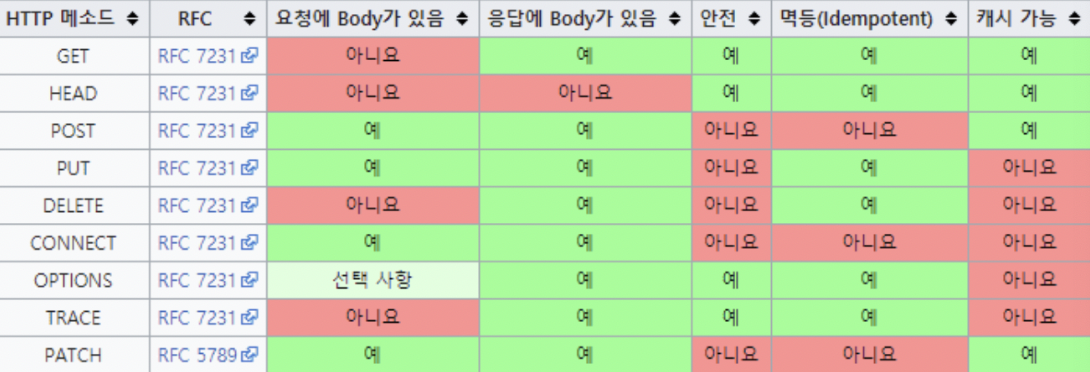 HTTP 메소드 RFC 요청에 Body가 있음 응답에 Body가 있음 안전 멱등(Idempotent) 캐시 가능
GET RFC 7231 아니요 예 예 예 예
HEAD RFC 7231 아니요 아니요 예 예 예
POST RFC 7231 예 예 아니요 아니요 예
PUT RFC 7231 예 예 아니요 예 아니요
DELETE RFC 7231 아니요 예 아니요 예 아니요
CONNECT RFC 7231 예 예 아니요 아니요 아니요
OPTIONS RFC 7231 선택 사항 예 예 예 아니요
TRACE RFC 7231 아니요 예 예 예 아니요
PATCH RFC 5789 예 예 아니요 아니요 예